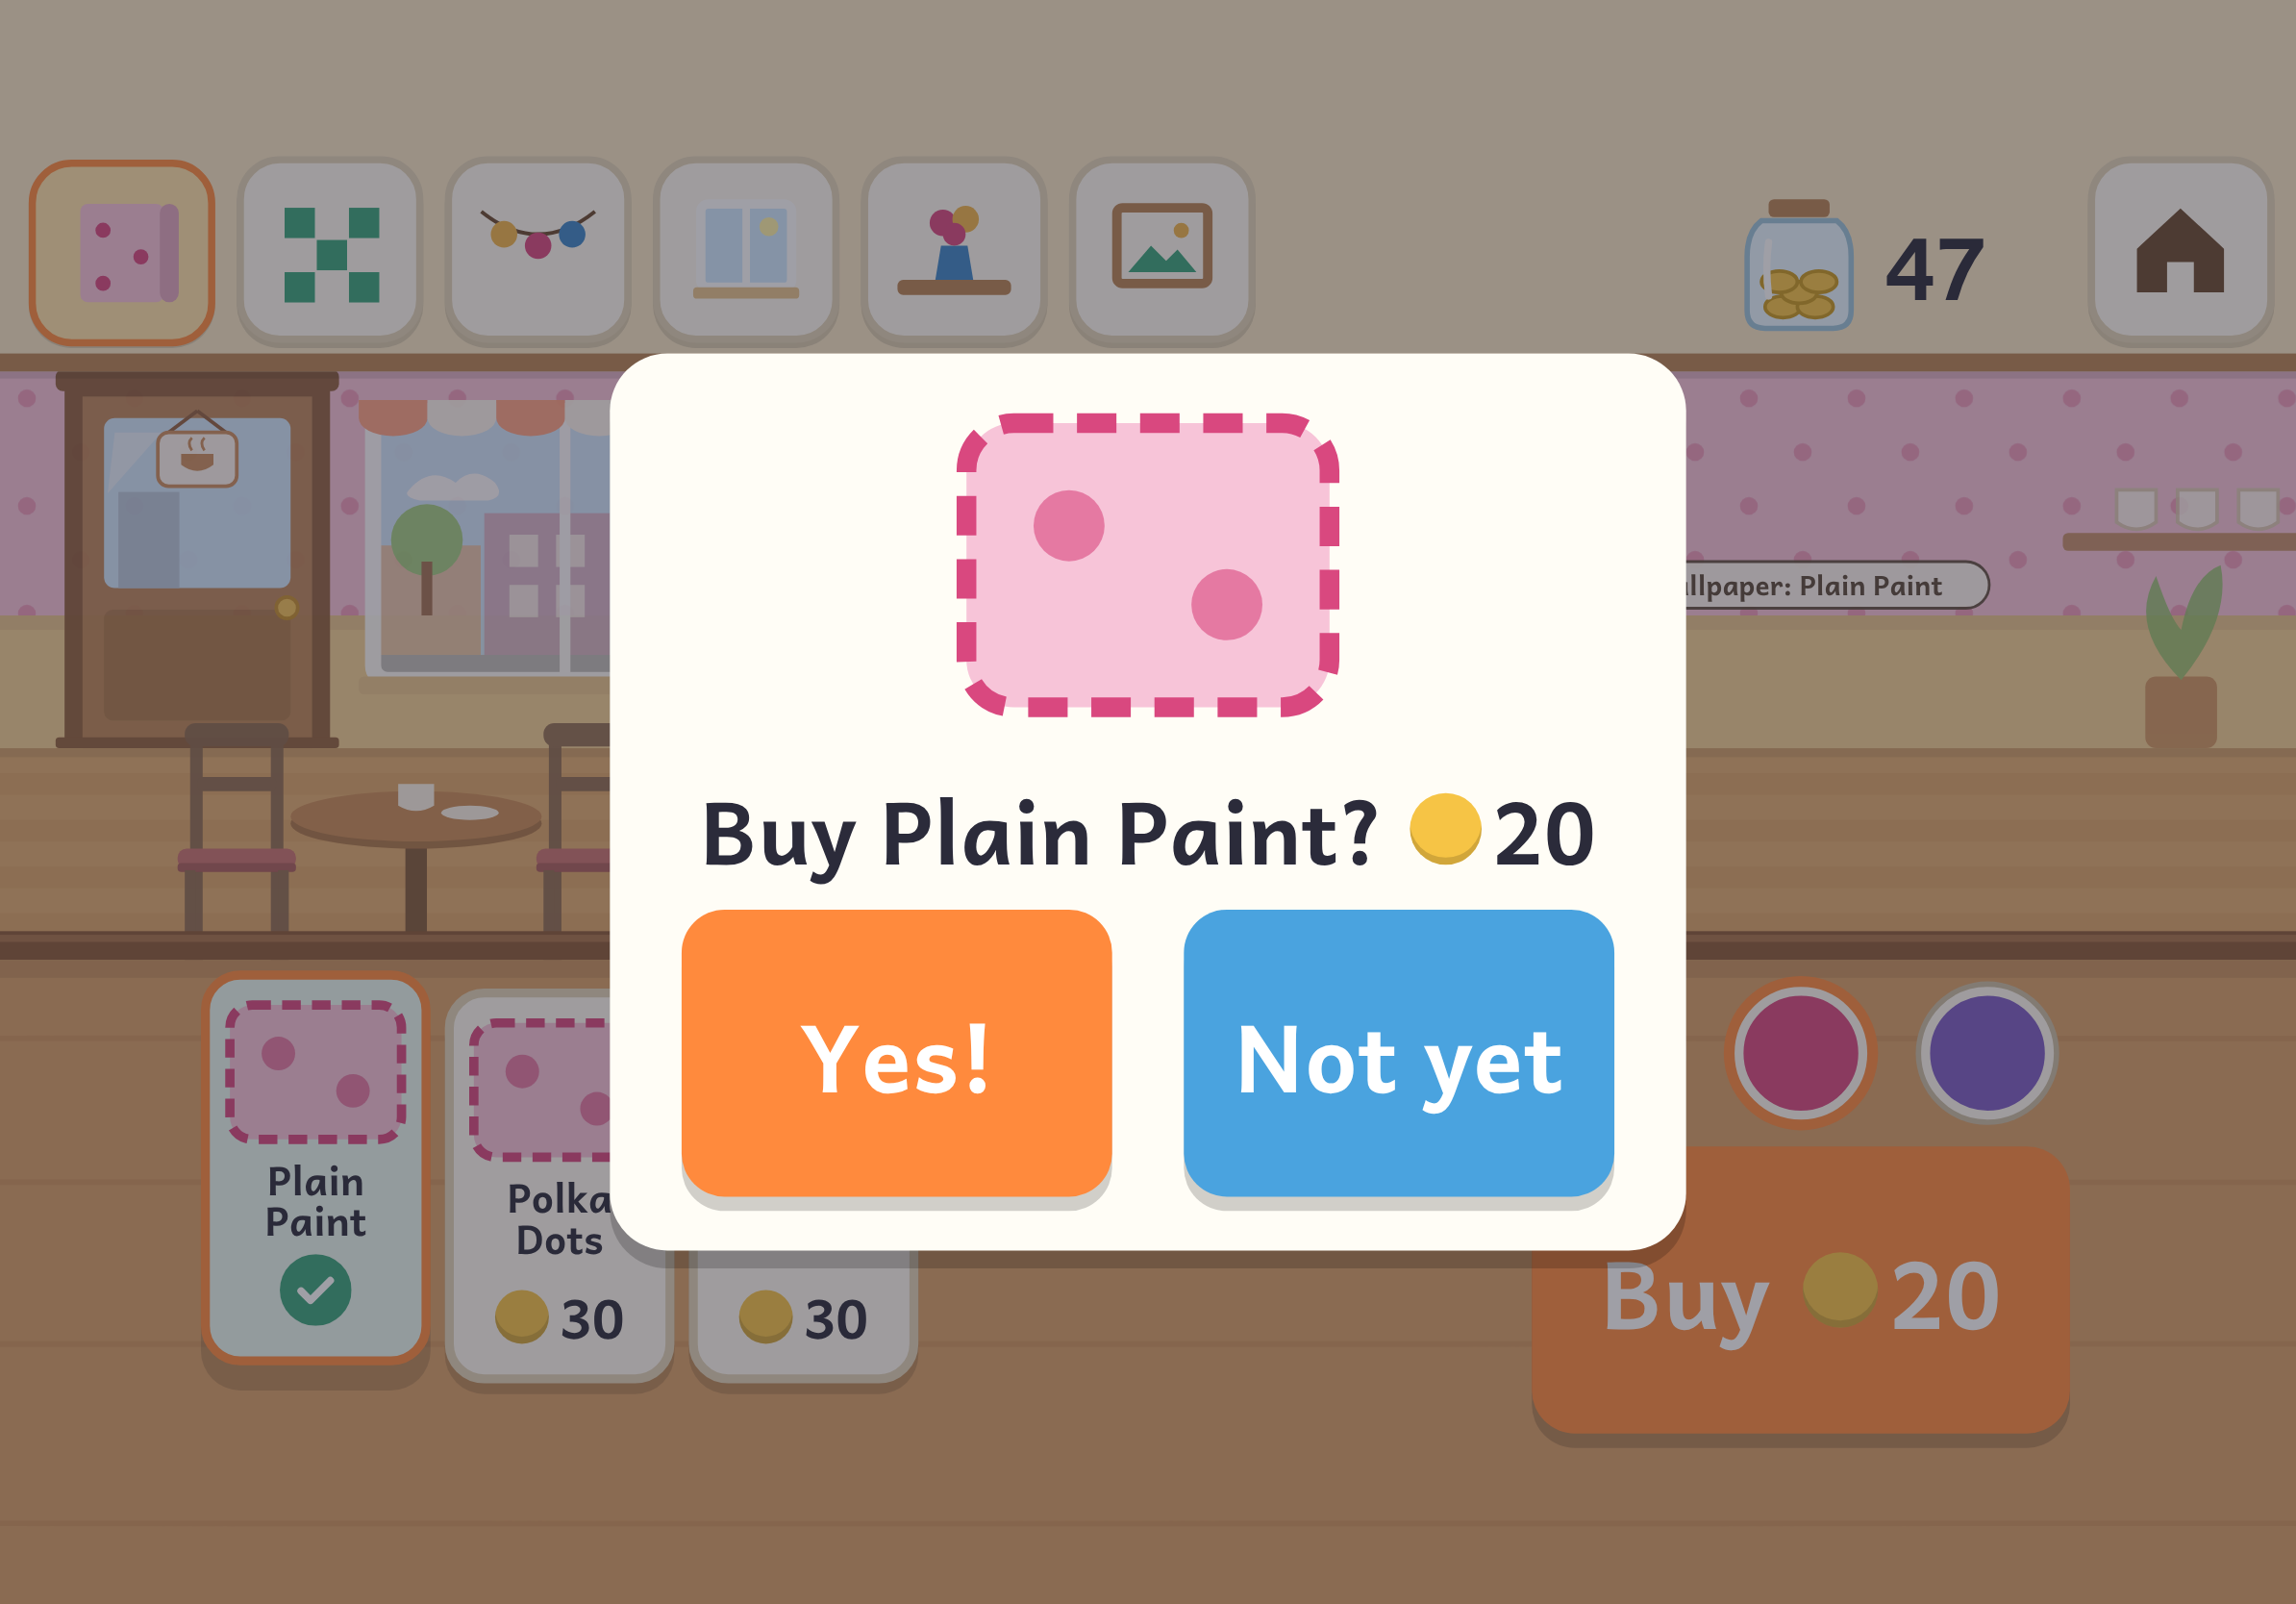 47
llpaper: Plain Paint
Buy Plain Paint? 20
Yes!
Not yet
Plain
Paint
Polka
Dots
30
30
Buy 20